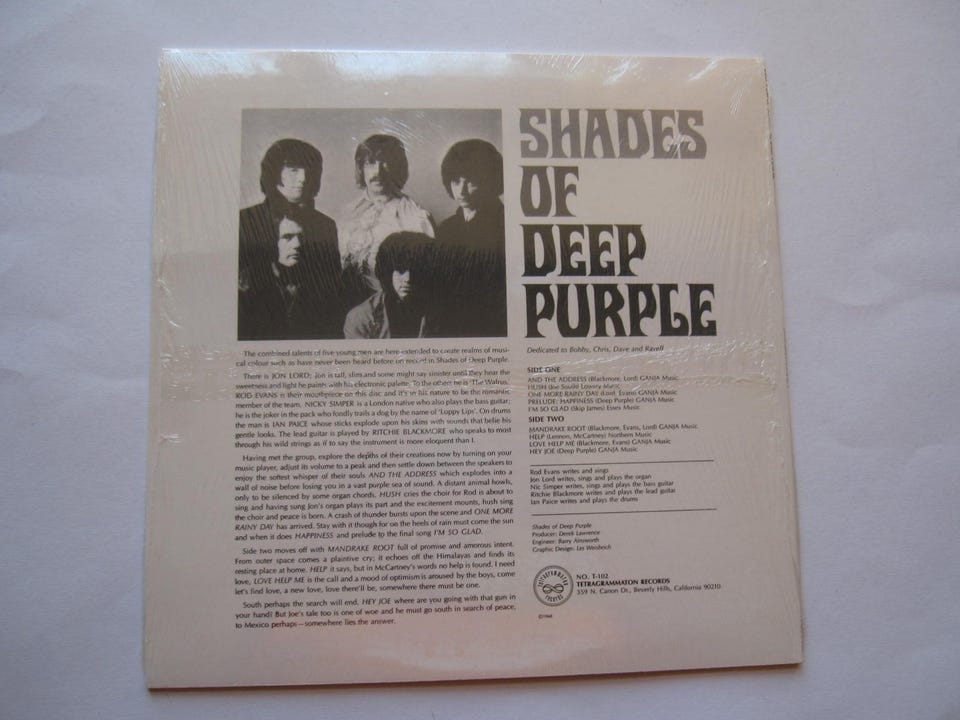 SHADES
OF
DEEP
PURPLE
Dedicated to Bobby, Chris, Dave and Ravell
The combined talents of five young men are here extended to create realms of musi-
cal colour such as have never been heard before on record in Shades of Deep Purple.
There is JON LORD; Jon is tall, slim and some might say sinister until they hear the
sweetness and light he paints with his electronic palette. To the others he is 'The Walrus.'
ROD EVANS is their mouthpiece on this disc and it's in his nature to be the romantic
member of the team. NICKY SIMPER is a London native who also plays the bass guitar;
he is the joker in the pack who fondly trails a dog by the name of 'Loppy Lips'. On drums
the man is IAN PAICE whose sticks explode upon his skins with sounds that belie his
gentle looks. The lead guitar is played by RITCHIE BLACKMORE who speaks to most
through his wild strings as if to say the instrument is more eloquent than I.
Having met the group, explore the depths of their creations now by turning on your
music player, adjust its volume to a peak and then settle down between the speakers to
enjoy the softest whisper of their souls AND THE ADDRESS which explodes into a
wall of noise before losing you in a vast purple sea of sound. A distant animal howls,
only to be silenced by some organ chords. HUSH cries the choir for Rod is about to
sing and having sung Jon's organ plays its part and the excitement mounts, hush sing
the choir and peace is born. A crash of thunder bursts upon the scene and ONE MORE
RAINY DAY has arrived. Stay with it though for on the heels of rain must come the sun
and when it does HAPPINESS and prelude to the final song I'M SO GLAD.
Side two moves off with MANDRAKE ROOT full of promise and amorous intent.
From outer space comes a plaintive cry; it echoes off the Himalayas and finds its
resting place at home. HELP it says, but in McCartney's words no help is found. I need
love, LOVE HELP ME is the call and a mood of optimism is aroused by the boys, come
let's find love, a new love, love there'll be, somewhere there must be one.
South perhaps the search will end. HEY JOE where are you going with that gun in
your hand? But Joe's tale too is one of woe and he must go south in search of peace,
to Mexico perhaps—somewhere lies the answer.
SIDE ONE
AND THE ADDRESS (Blackmore, Lord) GANJA Music
HUSH (Joe South) Lowery Music
ONE MORE RAINY DAY (Lord, Evans) GANJA Music
PRELUDE: HAPPINESS (Deep Purple) GANJA Music
I'M SO GLAD (Skip James) Essex Music
SIDE TWO
MANDRAKE ROOT (Blackmore, Evans, Lord) GANJA Music
HELP (Lennon, McCartney) Northern Music
LOVE HELP ME (Blackmore, Evans) GANJA Music
HEY JOE (Deep Purple) GANJA Music
Rod Evans writes and sings
Jon Lord writes, sings and plays the organ
Nic Simper writes, sings and plays the bass guitar
Ritchie Blackmore writes and plays the lead guitar
Ian Paice writes and plays the drums
Shades of Deep Purple
Producer: Derek Lawrence
Engineer: Barry Ainsworth
Graphic Design: Les Weisbrich
TETRAGRAMMATON
RECORDS
NO. T-102
TETRAGRAMMATON RECORDS
359 N. Canon Dr., Beverly Hills, California 90210
©1968